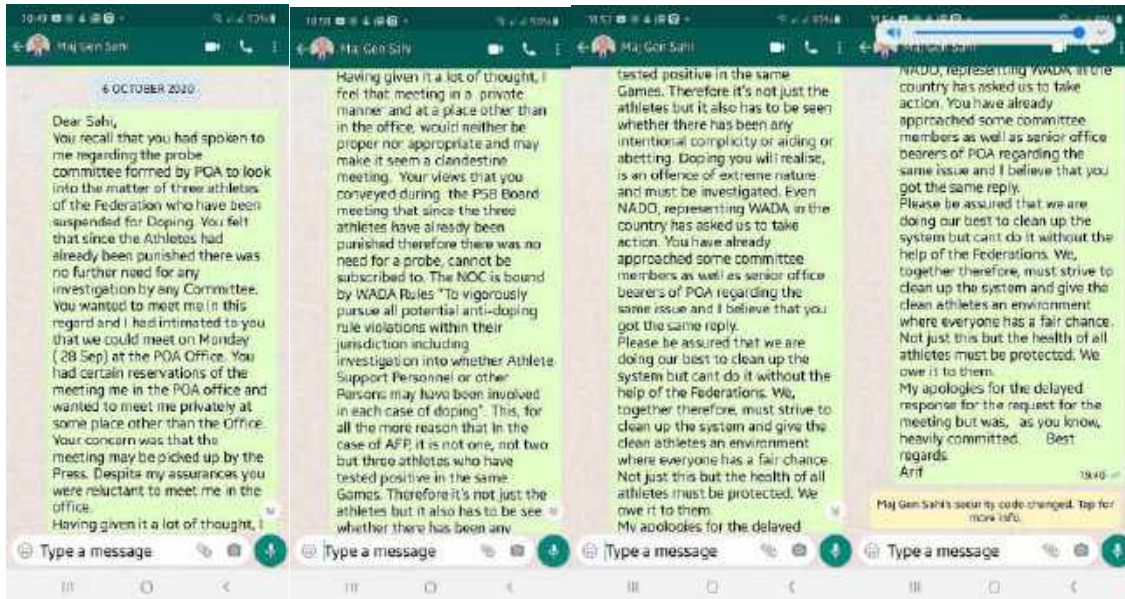 10:49
Maj Gen Sahi
6 OCTOBER 2020
Dear Sahi,
You recall that you had spoken to
me regarding the probe
committee formed by POA to look
into the matter of three athletes
of the Federation who have been
suspended for Doping. You felt
that since the Athletes had
already been punished there was
no further need for any
investigation by any Committee.
You wanted to meet me in this
regard and I had intimated to you
that we could meet on Monday
( 28 Sep) at the POA Office. You
had certain reservations of the
meeting me in the POA office and
wanted to meet me privately at
some place other than the Office.
Your concern was that the
meeting may be picked up by the
Press. Despite my assurances you
were reluctant to meet me in the
office.
Having given it a lot of thought, I
Type a message
Maj Gen Sahi
Having given it a lot of thought, I
feel that meeting in a private
manner and at a place other than
in the office, would neither be
proper nor appropriate and may
make it seem a clandestine
meeting. Your views that you
conveyed during the PSB Board
meeting that since the three
athletes have already been
punished therefore there was no
need for a probe, cannot be
subscribed to. The NOC is bound
by WADA Rules "To vigorously
pursue all potential anti-doping
rule violations within their
jurisdiction including
investigation into whether Athlete
Support Personnel or other
Persons may have been involved
in each case of doping". This, for
all the more reason that in the
case of AFP, it is not one, not two
but three athletes who have
tested positive in the same
Games. Therefore it's not just the
athletes but it also has to be see
whether there has been any
Type a message
Maj Gen Sahi
tested positive in the same
Games. Therefore it's not just the
athletes but it also has to be seen
whether there has been any
intentional complicity or aiding or
abetting. Doping you will realise,
is an offence of extreme nature
and must be investigated. Even
NADO, representing WADA in the
country has asked us to take
action. You have already
approached some committee
members as well as senior office
bearers of POA regarding the
same issue and I believe that you
got the same reply.
Please be assured that we are
doing our best to clean up the
system but cant do it without the
help of the Federations. We,
together therefore, must strive to
clean up the system and give the
clean athletes an environment
where everyone has a fair chance.
Not just this but the health of all
athletes must be protected. We
owe it to them.
My apologies for the delayed
Type a message
Maj Gen Sahi
NADO, representing WADA in the
country has asked us to take
action. You have already
approached some committee
members as well as senior office
bearers of POA regarding the
same issue and I believe that you
got the same reply.
Please be assured that we are
doing our best to clean up the
system but cant do it without the
help of the Federations. We,
together therefore, must strive to
clean up the system and give the
clean athletes an environment
where everyone has a fair chance.
Not just this but the health of all
athletes must be protected. We
owe it to them.
My apologies for the delayed
response for the request for the
meeting but was, as you know,
heavily committed. Best
regards
Arif
19:40
Maj Gen Sahi's security code changed. Tap for
more info.
Type a message